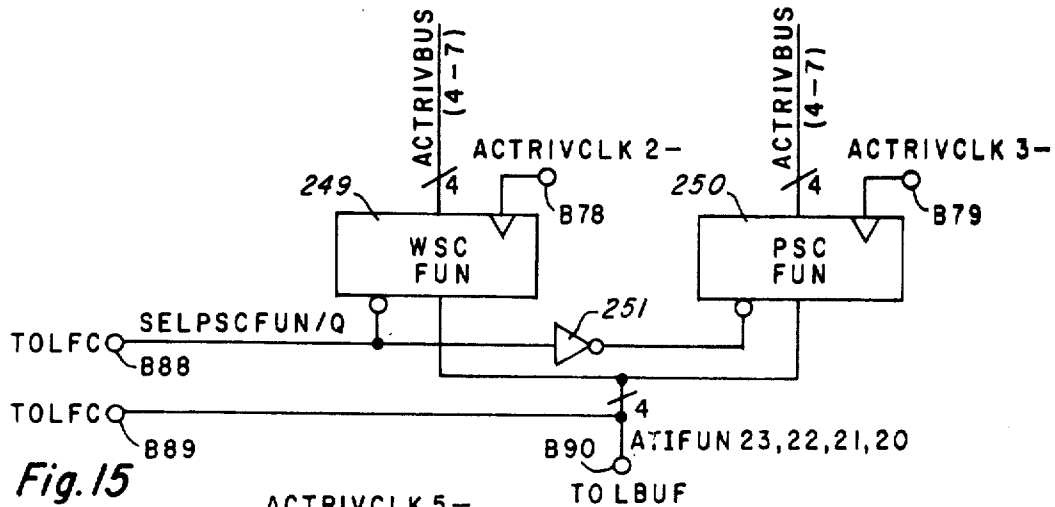 ACTRIVBUS
(4-7)
ACTRIVBUS
(4-7)
4
ACTRIVCLK 2-
4
ACTRIVCLK 3-
249
B78
250
B79
WSC
FUN
PSC
FUN
SELPSCFUN/Q
251
TOLFC
B88
4
TOLFC
B89
ATIFUN 23,22,21,20
B90
Fig.15
TO LBUF
ACTRIVCLK 5-